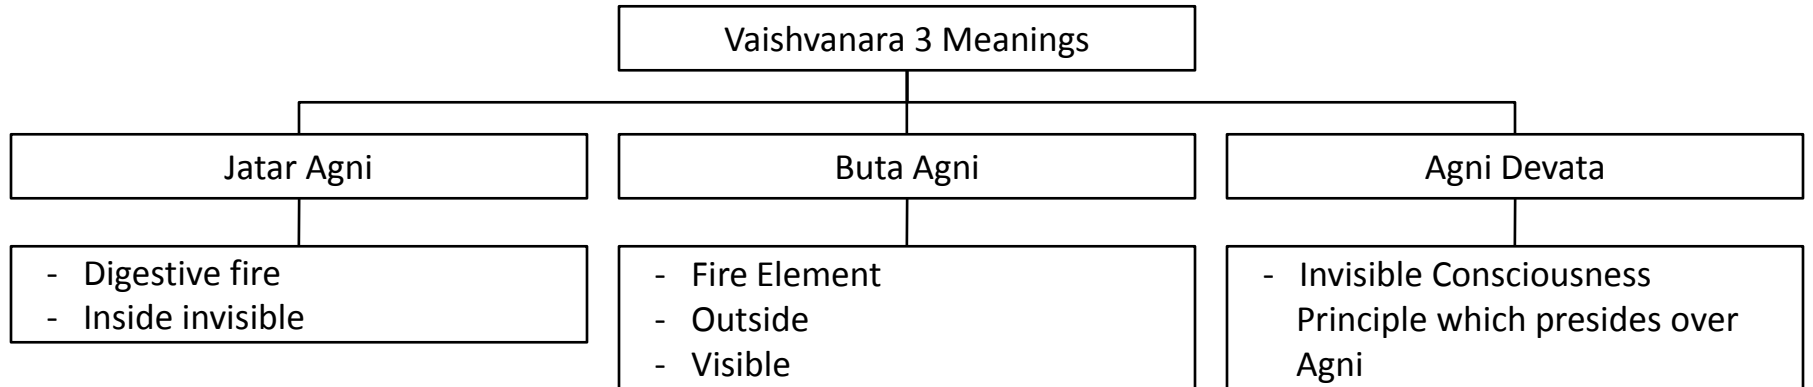 Vaishvanara 3 Meanings
Jatar Agni
Buta Agni
Agni Devata
- Digestive fire
- Inside invisible
- Fire Element
- Outside
- Visible
- Invisible Consciousness
Principle which presides over
Agni